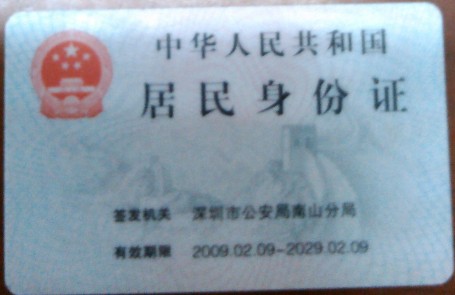 中华人民共和国
居民身份证
签发机关 深圳市公安局南山分局
有效期限 2009.02.09-2029.02.09